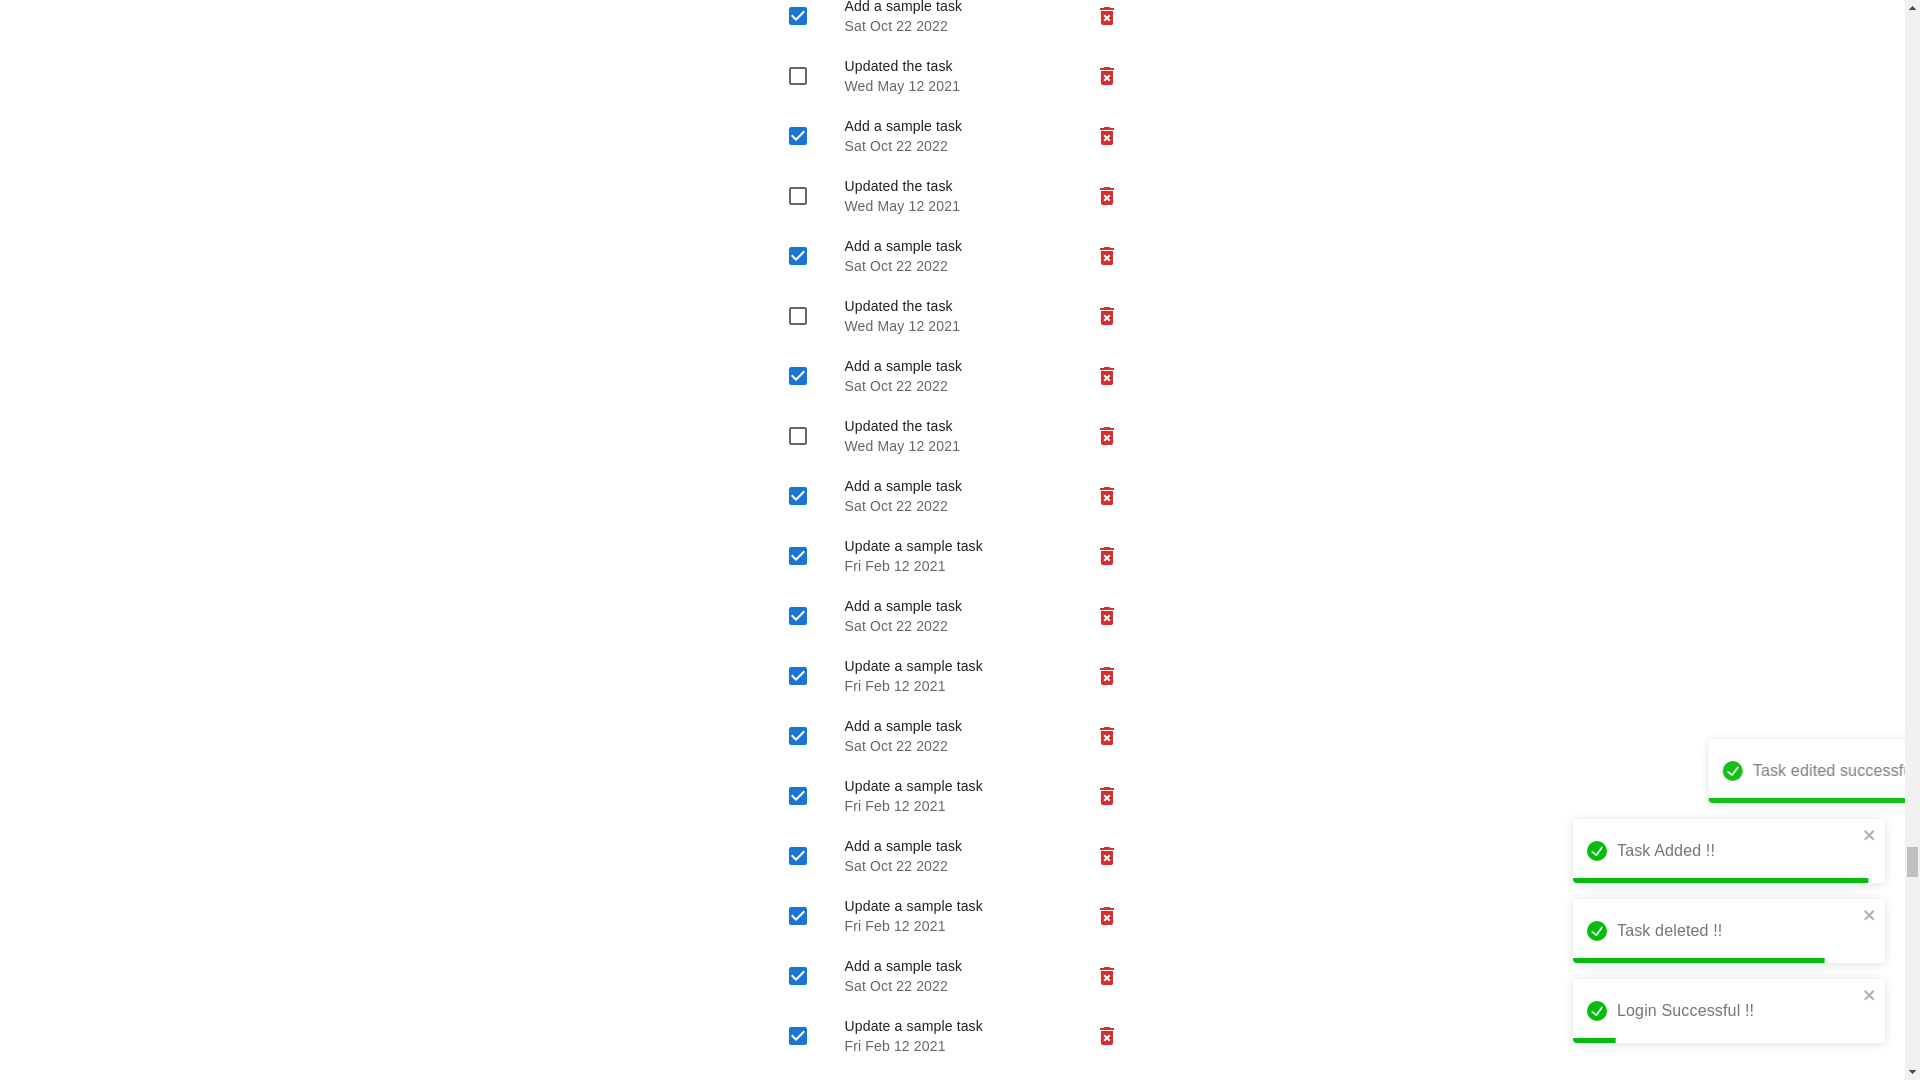 Add a sample task
Sat Oct 22 2022
Updated the task
Wed May 12 2021
Add a sample task
Sat Oct 22 2022
Updated the task
Wed May 12 2021
Add a sample task
Sat Oct 22 2022
Updated the task
Wed May 12 2021
Add a sample task
Sat Oct 22 2022
Updated the task
Wed May 12 2021
Add a sample task
Sat Oct 22 2022
Update a sample task
Fri Feb 12 2021
Add a sample task
Sat Oct 22 2022
Update a sample task
Fri Feb 12 2021
Add a sample task
Sat Oct 22 2022
Update a sample task
Fri Feb 12 2021
Add a sample task
Sat Oct 22 2022
Update a sample task
Fri Feb 12 2021
Add a sample task
Sat Oct 22 2022
Update a sample task
Fri Feb 12 2021
Task edited
Task Added !!
Task deleted !!
Login Successful !!